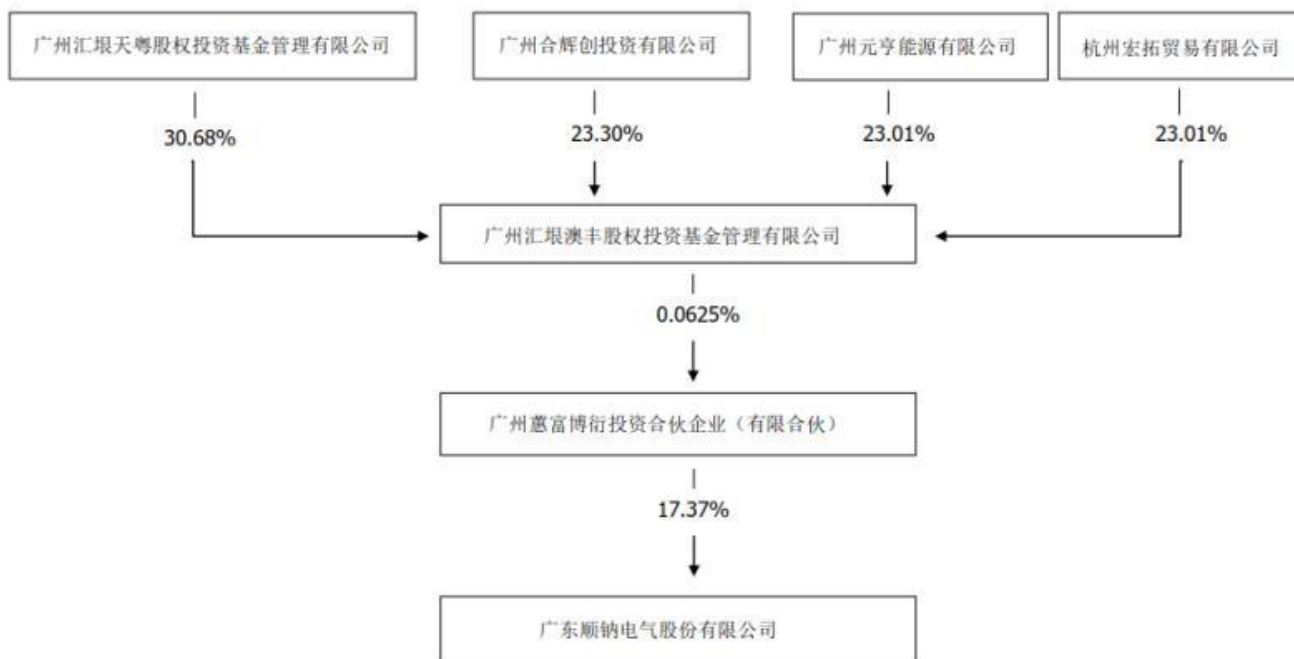 广州汇垠天粤股权投资基金管理有限公司
广州合辉创投资有限公司
广州元亨能源有限公司
杭州宏拓贸易有限公司
30.68%
23.30%
23.01%
23.01%
广州汇垠澳丰股权投资基金管理有限公司
0.0625%
广州蕙富博衍投资合伙企业（有限合伙）
17.37%
广东顺钠电气股份有限公司